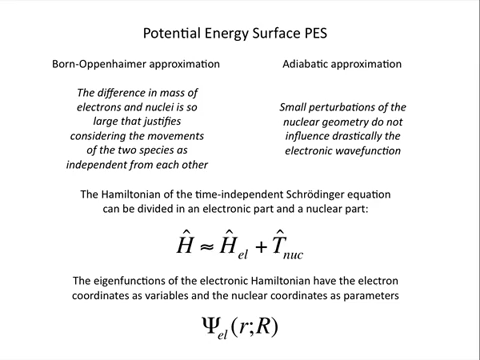 Potential Energy Surface PES
Born-Oppenhaimer approximation
The difference in mass of
electrons and nuclei is so
large that justifies
considering the movements
of the two species as
independent from each other
Adiabatic approximation
Small perturbations of the
nuclear geometry do not
influence drastically the
electronic wavefunction
The Hamiltonian of the time-independent Schrödinger equation
can be divided in an electronic part and a nuclear part:
Ĥ ≈ Ĥ_el + T̂_nuc
The eigenfunctions of the electronic Hamiltonian have the electron
coordinates as variables and the nuclear coordinates as parameters
Ψ_el (r;R)